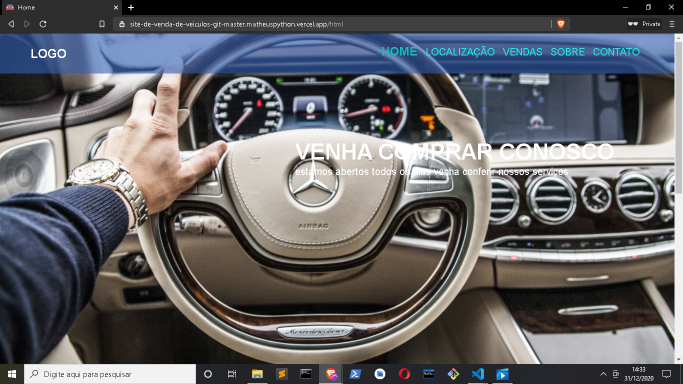 Home
site-de-venda-de-veiculos-git-master.matheuspython.vercel.app/html
Private
LOGO
HOME LOCALIZAÇÃO VENDAS SOBRE CONTATO
VENHA COMPRAR CONOSCO
estamos abertos todos os dias venha conferir nossos serviços
AIRBAG
Mercedes-Benz
Digite aqui para pesquisar
14:33
31/12/2020